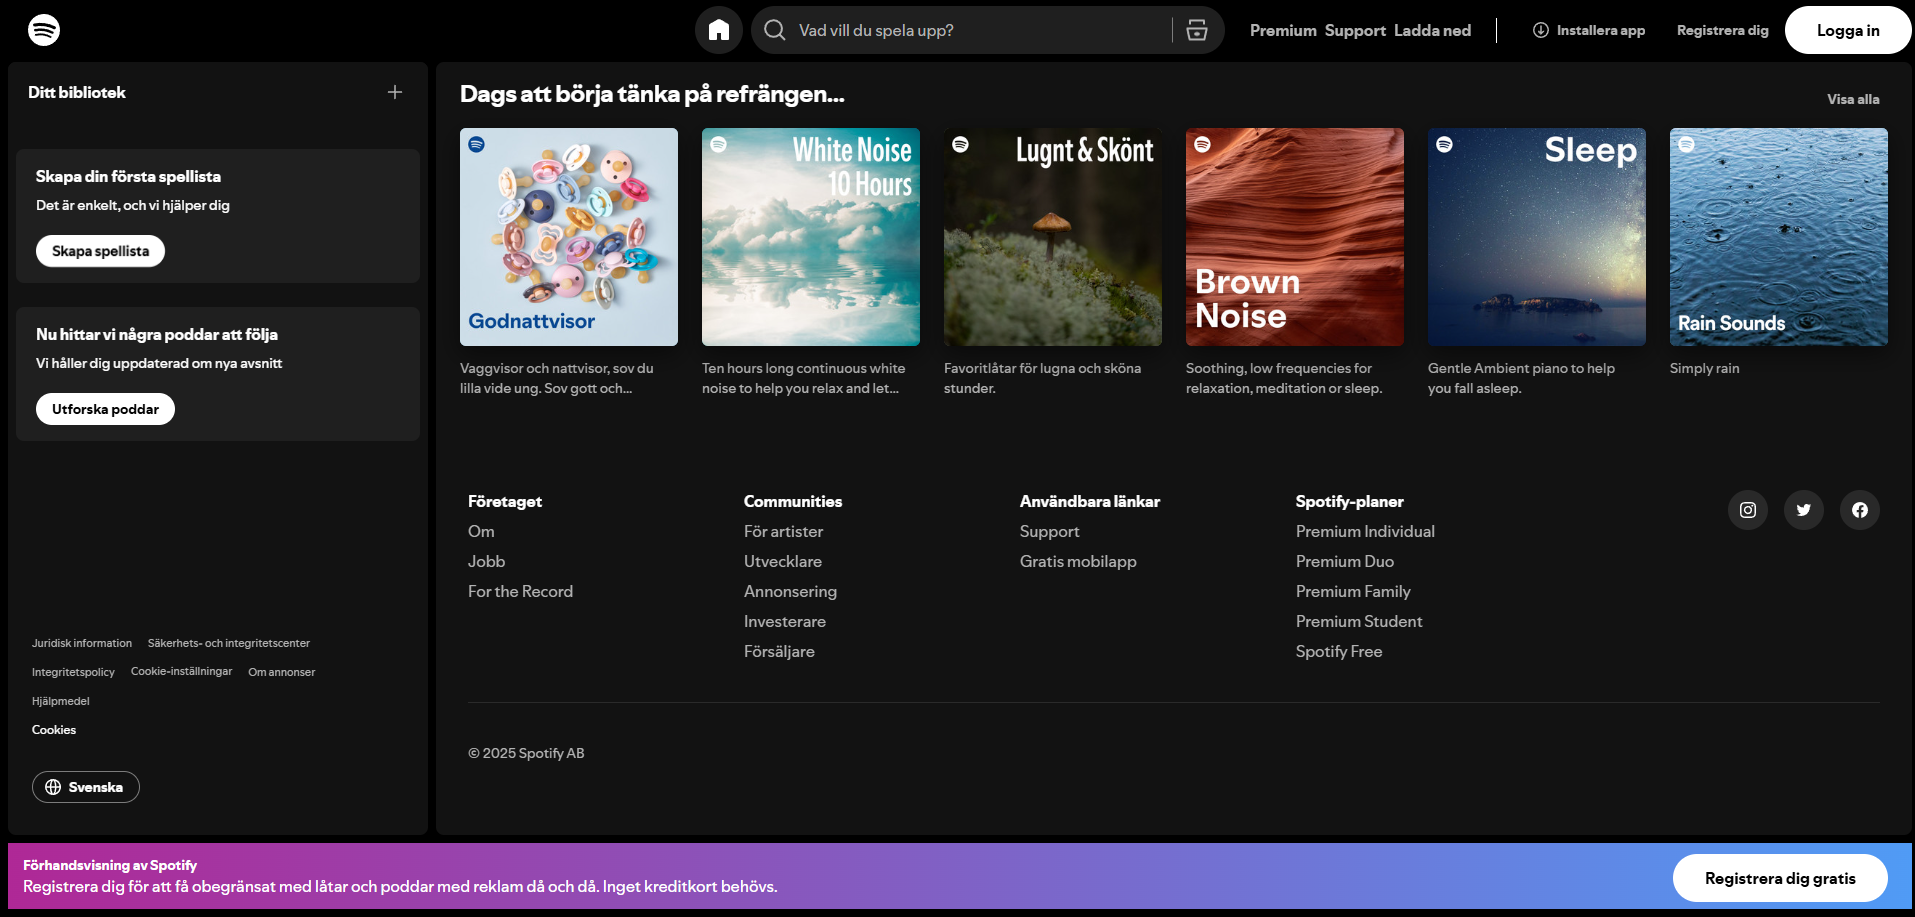 Vad vill du spela upp?
Premium Support Ladda ned
Installera app
Registrera dig
Logga in
Ditt bibliotek
Skapa din första spellista
Det är enkelt, och vi hjälper dig
Skapa spellista
Nu hittar vi några poddar att följa
Vi håller dig uppdaterad om nya avsnitt
Utforska poddar
Juridisk information Säkerhets- och integritetscenter
Integritetspolicy Cookie-inställningar Om annonser
Hjälpmedel
Cookies
Svenska
Dags att börja tänka på refrängen...
Visa alla
Godnattvisor
Vaggvisor och nattvisor, sov du
lilla vide ung. Sov gott och...
White Noise
10 Hours
Ten hours long continuous white
noise to help you relax and let...
Lugnt & Skönt
Favoritlåtar för lugna och sköna
stunder.
Brown
Noise
Soothing, low frequencies for
relaxation, meditation or sleep.
Sleep
Gentle Ambient piano to help
you fall asleep.
Rain Sounds
Simply rain
Företaget
Om
Jobb
For the Record
Communities
För artister
Utvecklare
Annonsering
Investerare
Försäljare
Användbara länkar
Support
Gratis mobilapp
Spotify-planer
Premium Individual
Premium Duo
Premium Family
Premium Student
Spotify Free
© 2025 Spotify AB
Förhandsvisning av Spotify
Registrera dig för att få obegränsat med låtar och poddar med reklam då och då. Inget kreditkort behövs.
Registrera dig gratis